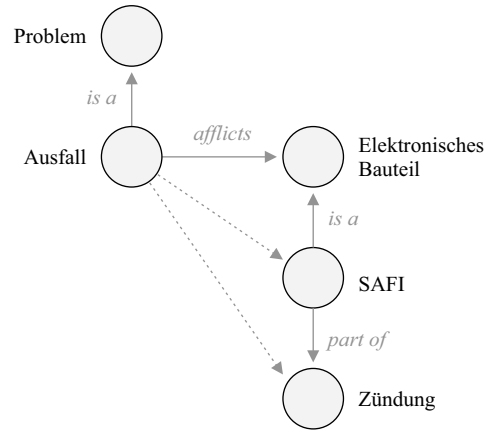 Problem
is a
afflicts
Ausfall
Elektronisches
Bauteil
is a
SAFI
part of
Zündung